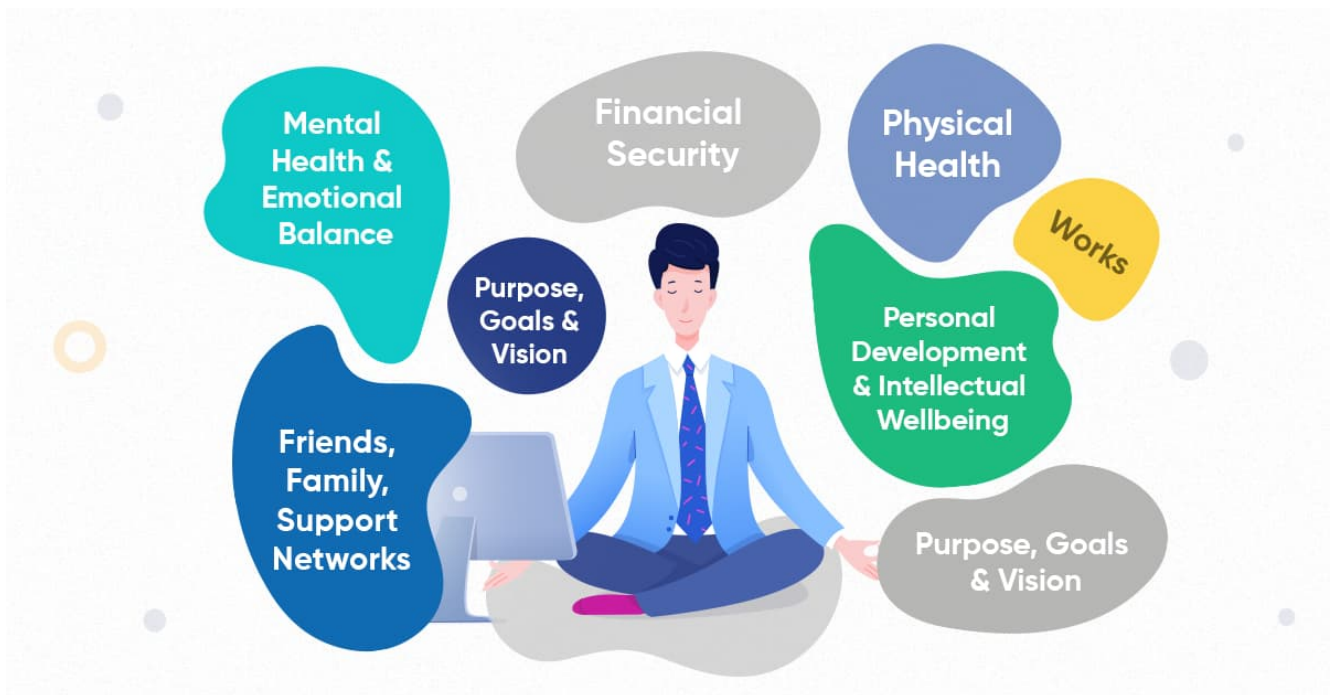 Mental
Health &
Emotional
Balance
Financial
Security
Physical
Health
Works
Purpose,
Goals &
Vision
Personal
Development
& Intellectual
Wellbeing
Friends,
Family,
Support
Networks
Purpose, Goals
& Vision